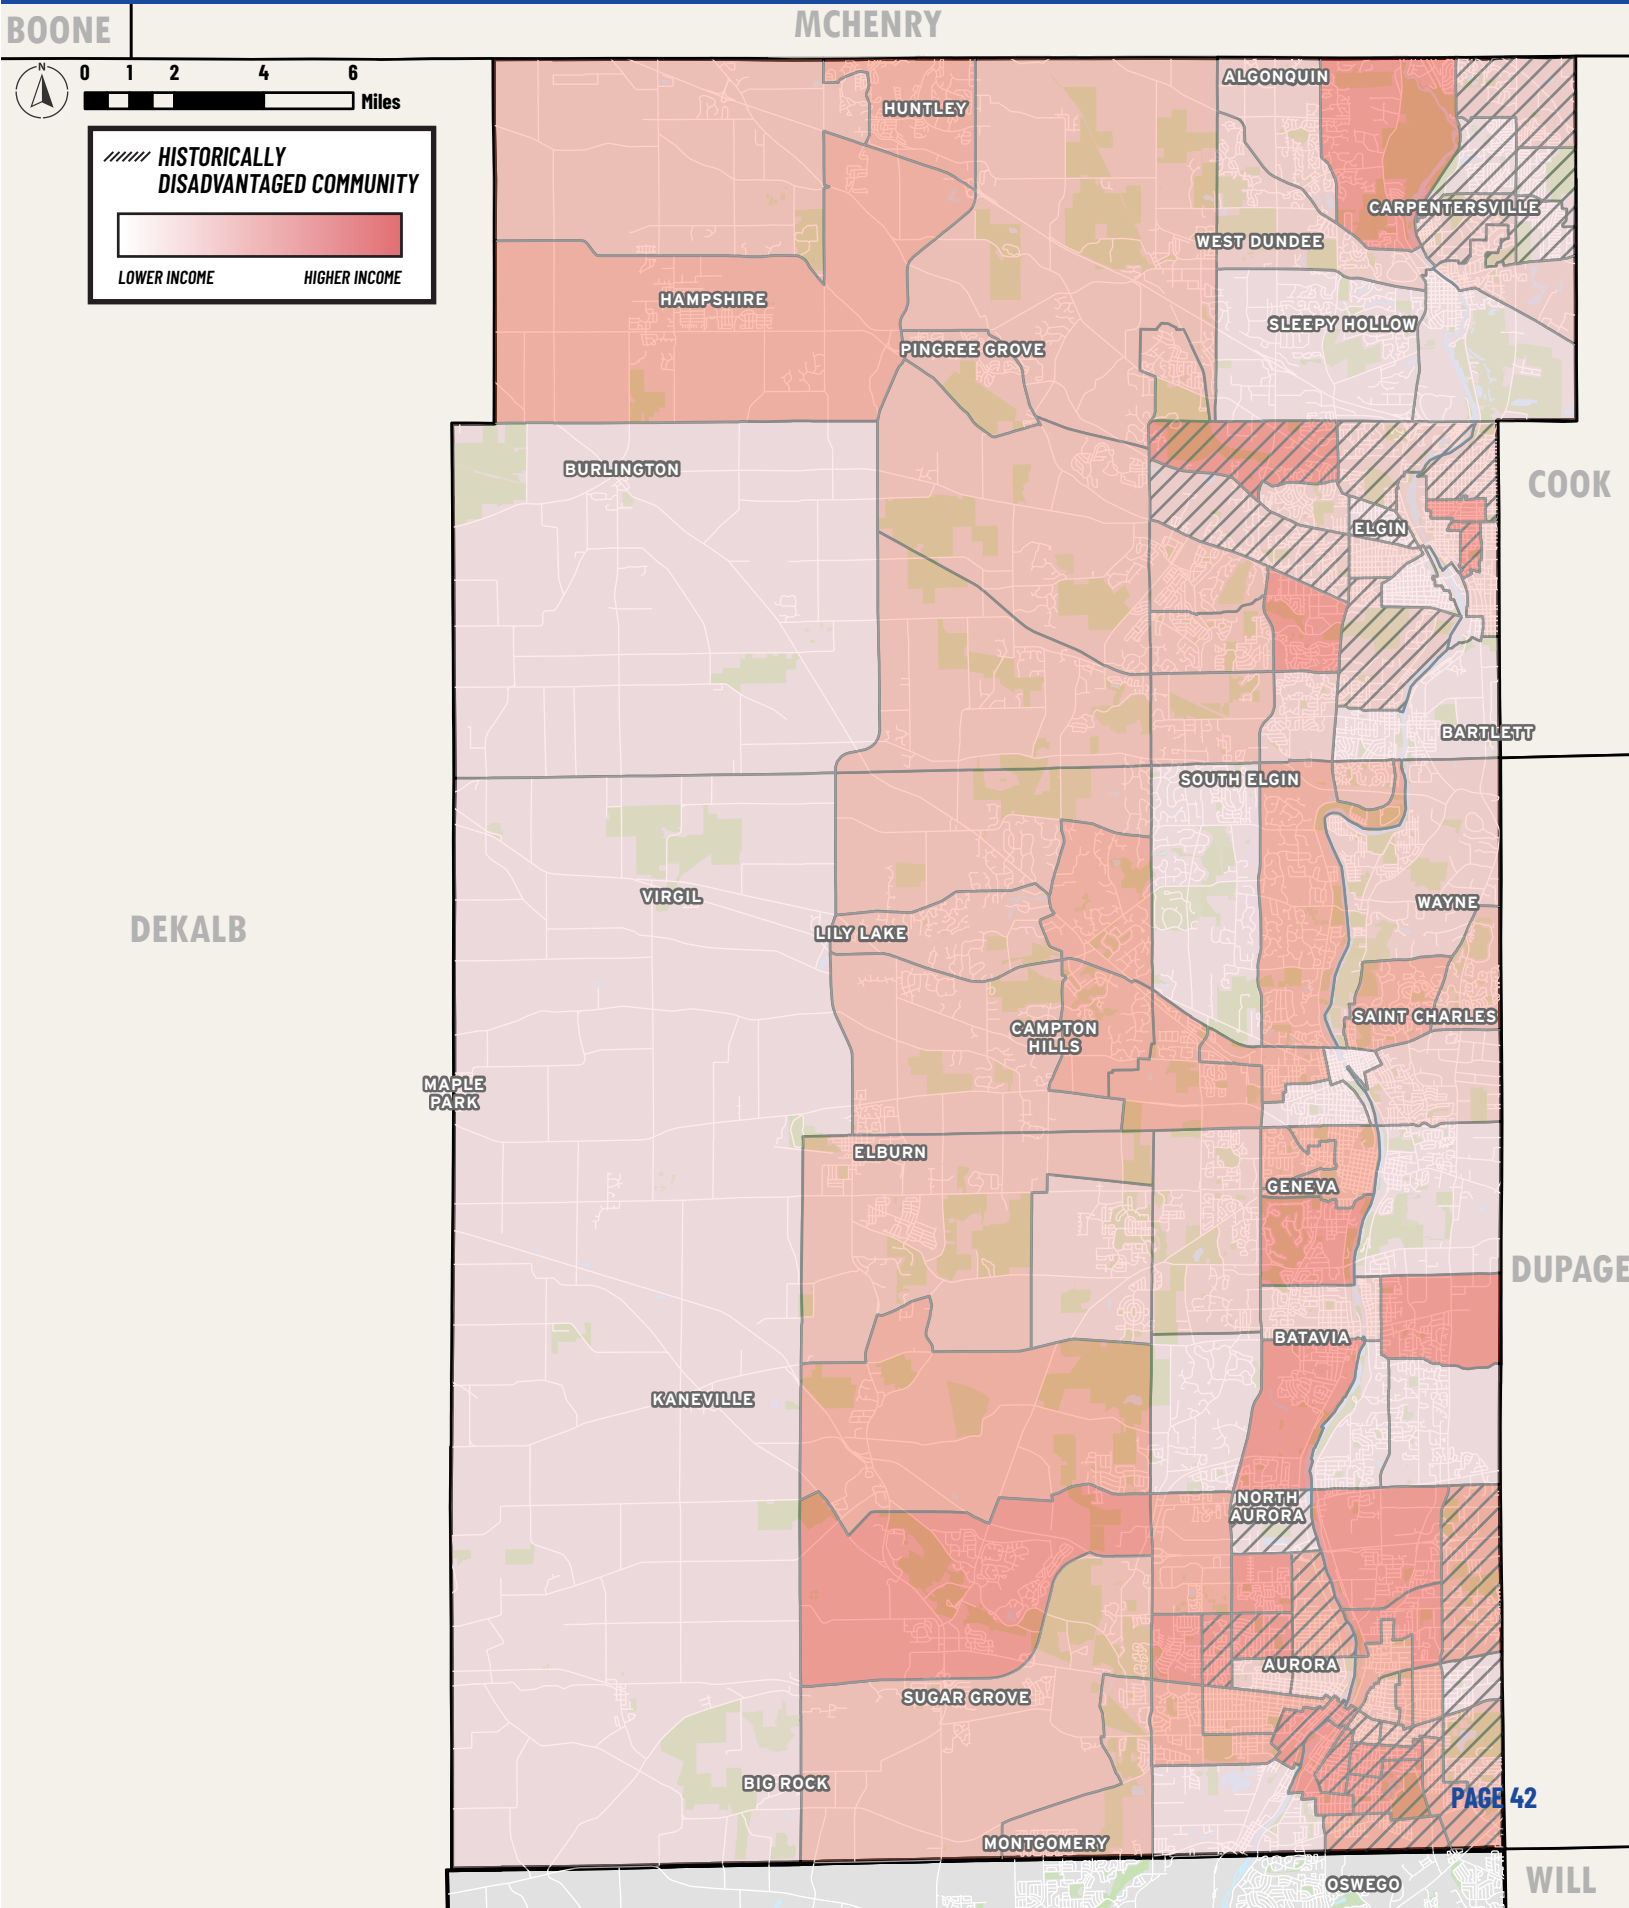 BOONE
MCHENRY
N
0 1 2 4 6
Miles
HISTORICALLY
DISADVANTAGED COMMUNITY
LOWER INCOME HIGHER INCOME
ALGONQUIN
HUNTLEY
CARPENTERSVILLE
WEST DUNDEE
HAMPSHIRE
SLEEPY HOLLOW
PINGREE GROVE
BURLINGTON
COOK
ELGIN
BARTLETT
SOUTH ELGIN
VIRGIL
WAYNE
DEKALB
LILY LAKE
SAINT CHARLES
CAMPTON
HILLS
MAPLE
PARK
ELBURN
GENEVA
DUPAGE
BATAVIA
KANEVILLE
NORTH
AURORA
AURORA
SUGAR GROVE
BIG ROCK
PAGE 42
MONTGOMERY
OSWEGO
WILL